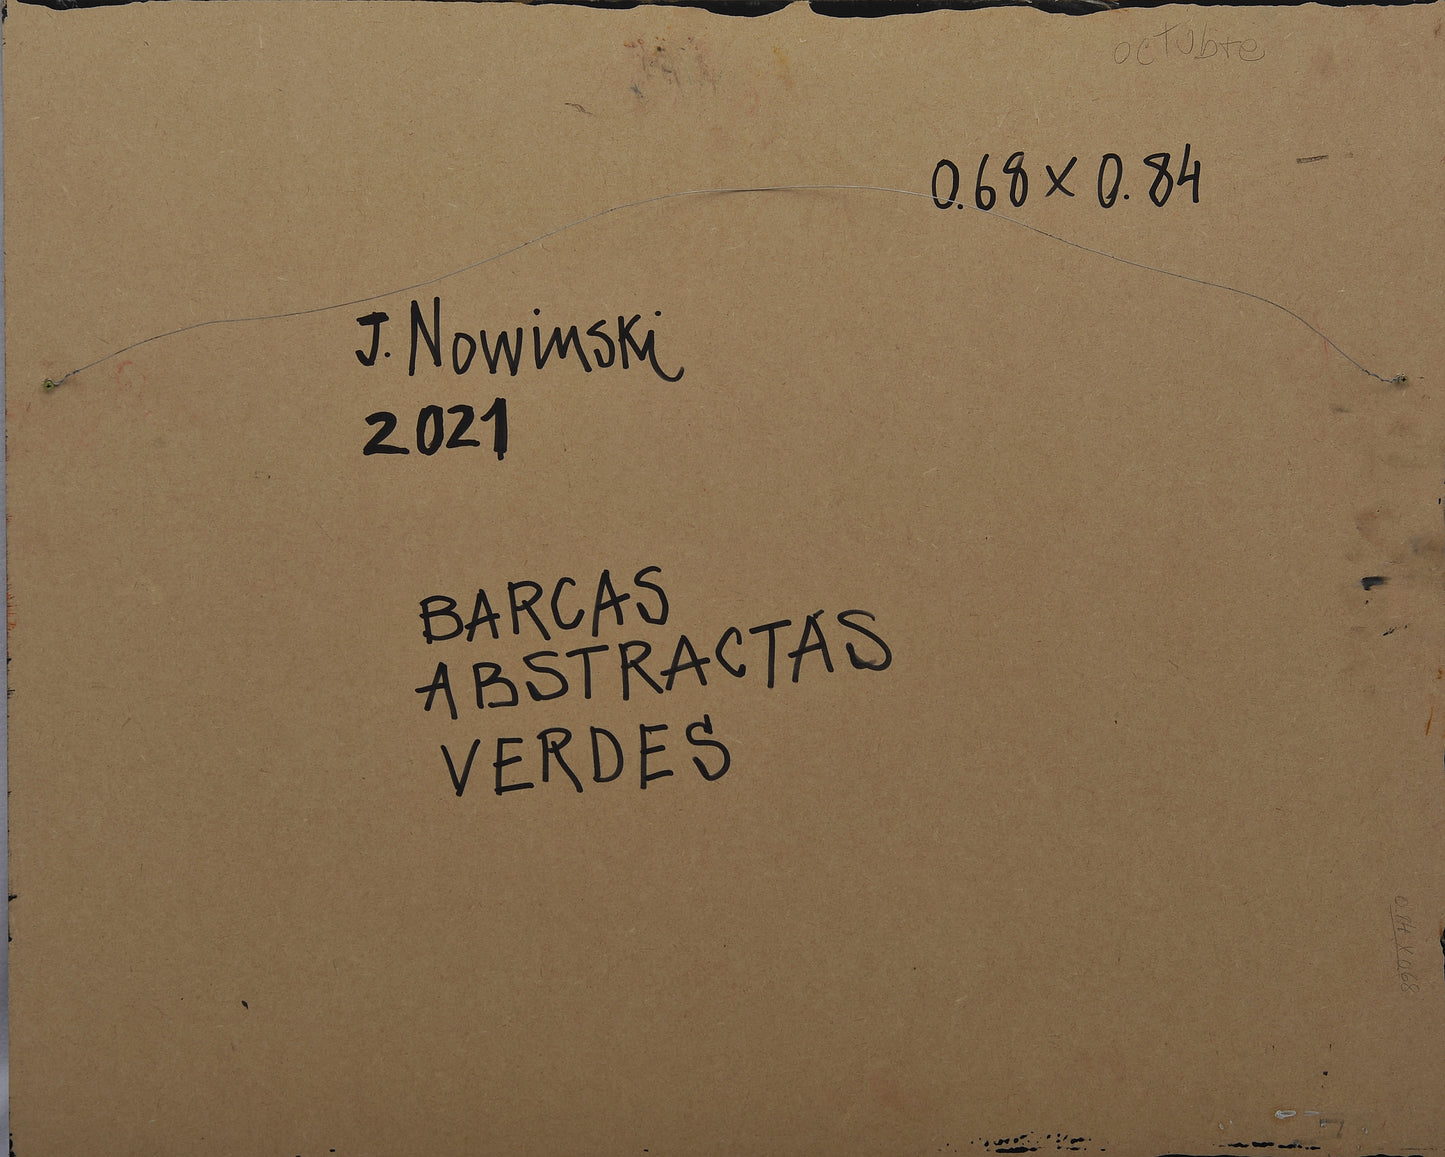 octubre
0.68 x 0.84
J. Nowinski
2021
BARCAS
ABSTRACTAS
VERDES
0.84 x 0.68